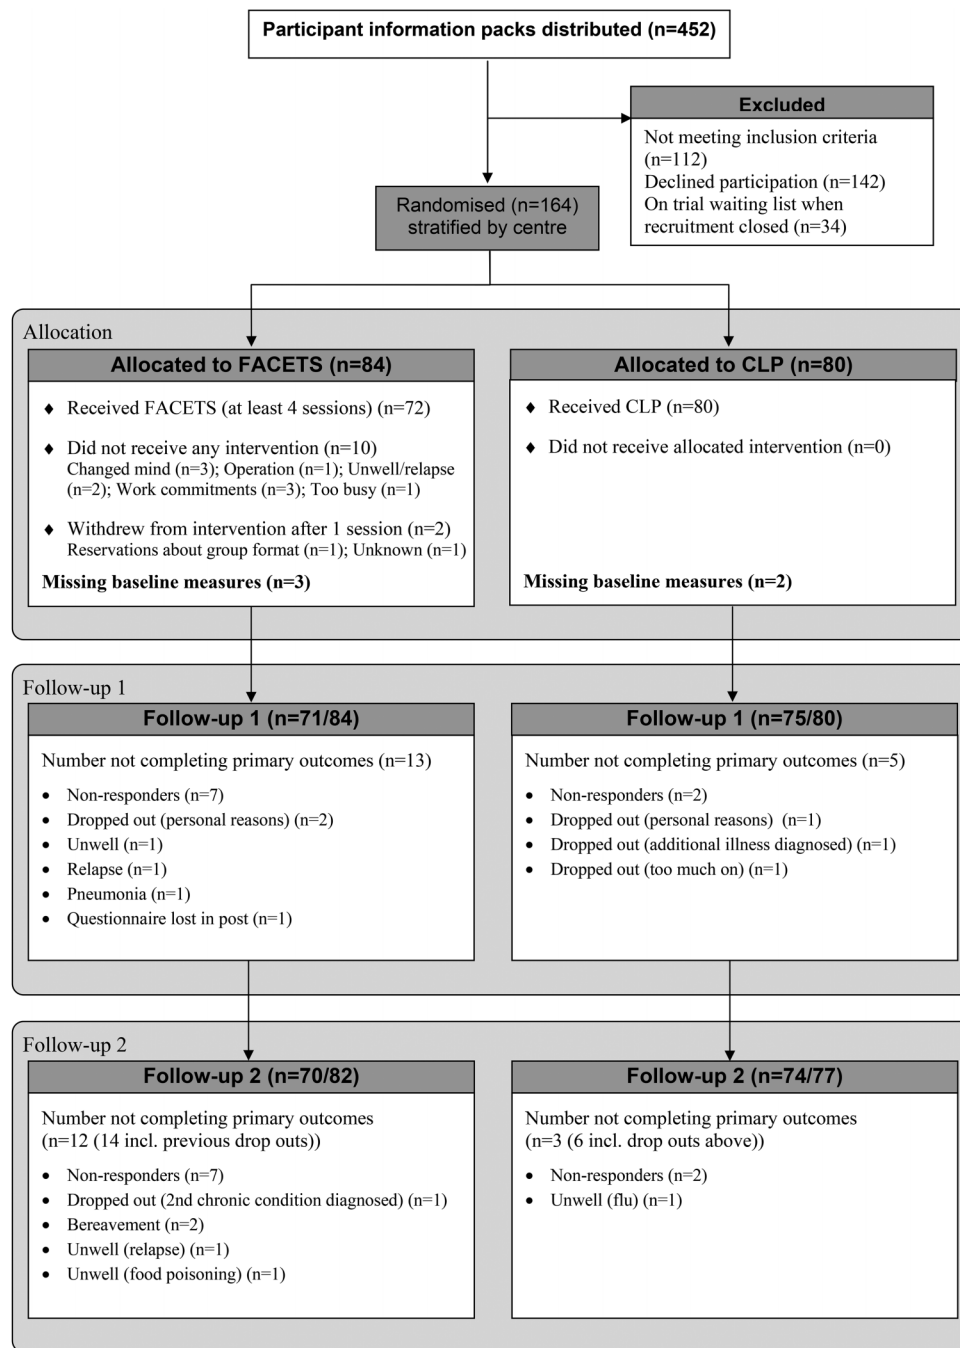 Participant information packs distributed (n=452)
Excluded
Not meeting inclusion criteria
(n=112)
Declined participation (n=142)
On trial waiting list when
recruitment closed (n=34)
Randomised (n=164)
stratified by centre
Allocation
Allocated to FACETS (n=84)
♦ Received FACETS (at least 4 sessions) (n=72)
♦ Did not receive any intervention (n=10)
Changed mind (n=3); Operation (n=1); Unwell/relapse
(n=2); Work commitments (n=3); Too busy (n=1)
♦ Withdrew from intervention after 1 session (n=2)
Reservations about group format (n=1); Unknown (n=1)
Missing baseline measures (n=3)
Allocated to CLP (n=80)
♦ Received CLP (n=80)
♦ Did not receive allocated intervention (n=0)
Missing baseline measures (n=2)
Follow-up 1
Follow-up 1 (n=71/84)
Number not completing primary outcomes (n=13)
• Non-responders (n=7)
• Dropped out (personal reasons) (n=2)
• Unwell (n=1)
• Relapse (n=1)
• Pneumonia (n=1)
• Questionnaire lost in post (n=1)
Follow-up 1 (n=75/80)
Number not completing primary outcomes (n=5)
• Non-responders (n=2)
• Dropped out (personal reasons) (n=1)
• Dropped out (additional illness diagnosed) (n=1)
• Dropped out (too much on) (n=1)
Follow-up 2
Follow-up 2 (n=70/82)
Number not completing primary outcomes
(n=12 (14 incl. previous drop outs))
• Non-responders (n=7)
• Dropped out (2nd chronic condition diagnosed) (n=1)
• Bereavement (n=2)
• Unwell (relapse) (n=1)
• Unwell (food poisoning) (n=1)
Follow-up 2 (n=74/77)
Number not completing primary outcomes
(n=3 (6 incl. drop outs above))
• Non-responders (n=2)
• Unwell (flu) (n=1)